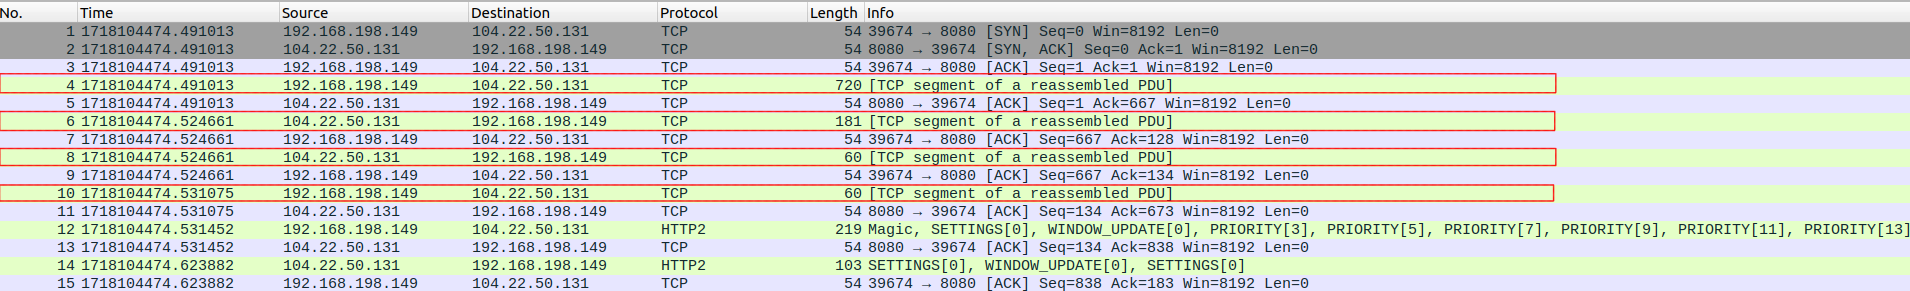 No. Time Source Destination Protocol Length Info
1 1718104474.491013 192.168.198.149 104.22.50.131 TCP 54 39674 → 8080 [SYN] Seq=0 Win=8192 Len=0
2 1718104474.491013 104.22.50.131 192.168.198.149 TCP 54 8080 → 39674 [SYN, ACK] Seq=0 Ack=1 Win=8192 Len=0
3 1718104474.491013 192.168.198.149 104.22.50.131 TCP 54 39674 → 8080 [ACK] Seq=1 Ack=1 Win=8192 Len=0
4 1718104474.491013 192.168.198.149 104.22.50.131 TCP 720 [TCP segment of a reassembled PDU]
5 1718104474.491013 104.22.50.131 192.168.198.149 TCP 54 8080 → 39674 [ACK] Seq=1 Ack=667 Win=8192 Len=0
6 1718104474.524661 104.22.50.131 192.168.198.149 TCP 181 [TCP segment of a reassembled PDU]
7 1718104474.524661 192.168.198.149 104.22.50.131 TCP 54 39674 → 8080 [ACK] Seq=667 Ack=128 Win=8192 Len=0
8 1718104474.524661 104.22.50.131 192.168.198.149 TCP 60 [TCP segment of a reassembled PDU]
9 1718104474.524661 192.168.198.149 104.22.50.131 TCP 54 39674 → 8080 [ACK] Seq=667 Ack=134 Win=8192 Len=0
10 1718104474.531075 192.168.198.149 104.22.50.131 TCP 60 [TCP segment of a reassembled PDU]
11 1718104474.531075 104.22.50.131 192.168.198.149 TCP 54 8080 → 39674 [ACK] Seq=134 Ack=673 Win=8192 Len=0
12 1718104474.531452 192.168.198.149 104.22.50.131 HTTP2 219 Magic, SETTINGS[0], WINDOW_UPDATE[0], PRIORITY[3], PRIORITY[5], PRIORITY[7], PRIORITY[9], PRIORITY[11], PRIORITY[13]
13 1718104474.531452 104.22.50.131 192.168.198.149 TCP 54 8080 → 39674 [ACK] Seq=134 Ack=838 Win=8192 Len=0
14 1718104474.623882 104.22.50.131 192.168.198.149 HTTP2 103 SETTINGS[0], WINDOW_UPDATE[0], SETTINGS[0]
15 1718104474.623882 192.168.198.149 104.22.50.131 TCP 54 39674 → 8080 [ACK] Seq=838 Ack=183 Win=8192 Len=0